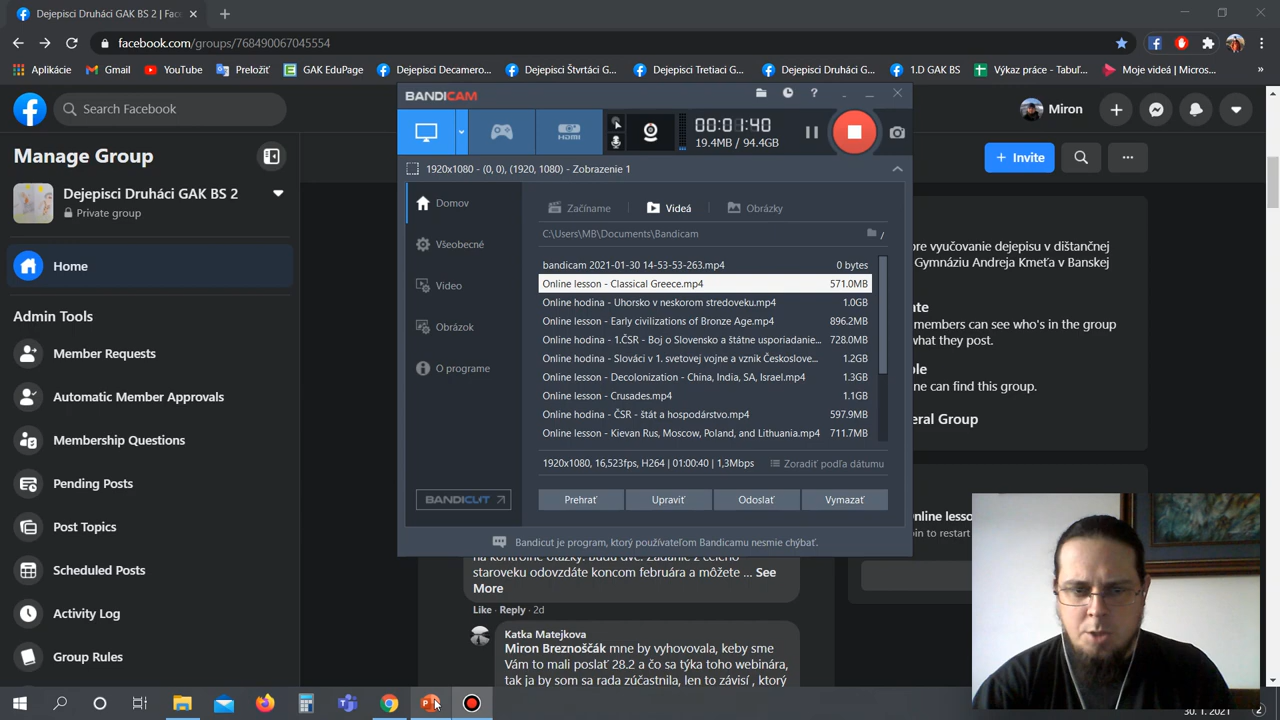 Dejepisci Druháci GAK BS 2 | Fac
facebook.com/groups/768490067045554
Aplikácie
Gmail
YouTube
Preložiť
GAK EduPage
Dejepisci Decamero...
Dejepisci Štvrtáci G...
Dejepisci Tretiaci G...
Dejepisci Druháci G...
1.D GAK BS
Výkaz práce - Tabuľ...
Moje videá | Micros...
Search Facebook
Miron
Manage Group
Dejepisci Druháci GAK BS 2
Private group
Home
Admin Tools
Member Requests
Automatic Member Approvals
Membership Questions
Pending Posts
Post Topics
Scheduled Posts
Activity Log
Group Rules
BANDICAM
HDMI
00:01:40
19.4MB / 94.4GB
1920x1080 - (0, 0), (1920, 1080) - Zobrazenie 1
Domov
Všeobecné
Video
Obrázok
O programe
BANDICUT
Začíname
Videá
Obrázky
C:\Users\MB\Documents\Bandicam
/
bandicam 2021-01-30 14-53-53-263.mp4 0 bytes
Online lesson - Classical Greece.mp4 571.0MB
Online hodina - Uhorsko v neskorom stredoveku.mp4 1.0GB
Online lesson - Early civilizations of Bronze Age.mp4 896.2MB
Online hodina - 1.ČSR - Boj o Slovensko a štátne usporiadanie... 728.0MB
Online hodina - Slováci v 1. svetovej vojne a vznik Českoslove... 1.2GB
Online lesson - Decolonization - China, India, SA, Israel.mp4 1.3GB
Online lesson - Crusades.mp4 1.1GB
Online hodina - ČSR - štát a hospodárstvo.mp4 597.9MB
Online lesson - Kievan Rus, Moscow, Poland, and Lithuania.mp4 711.7MB
1920x1080, 16,523fps, H264 | 01:00:40 | 1,3Mbps
Zoradiť podľa dátumu
Prehrať
Upraviť
Odoslať
Vymazať
Bandicut je program, ktorý používateľom Bandicamu nesmie chýbať.
Invite
pre vyučovanie dejepisu v dištančnej
Gymnáziu Andreja Kmeťa v Banskej
ate
members can see who's in the group
what they post.
ble
ne can find this group.
eral Group
Online lesso
oin to restart
na kontrolné otázky. Budú dve. Zadanie z celého
staroveku odovzdáte koncom februára a môžete ... See
More
Like · Reply · 2d
Katka Matejkova
Miron Breznoščák mne by vyhovovala, keby sme
Vám to mali poslať 28.2 a čo sa týka toho webinára,
tak ja by som sa rada zúčastnila, len to závisí , ktorý
30. 1. 2021
2